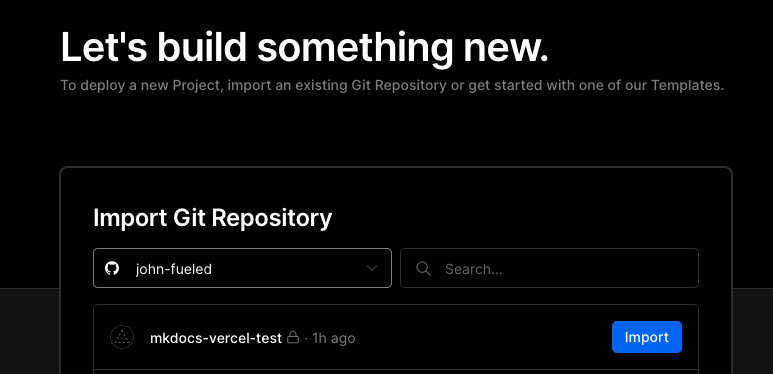 Let's build something new.
To deploy a new Project, import an existing Git Repository or get started with one of our Templates.
Import Git Repository
john-fueled
Search...
mkdocs-vercel-test · 1h ago
Import